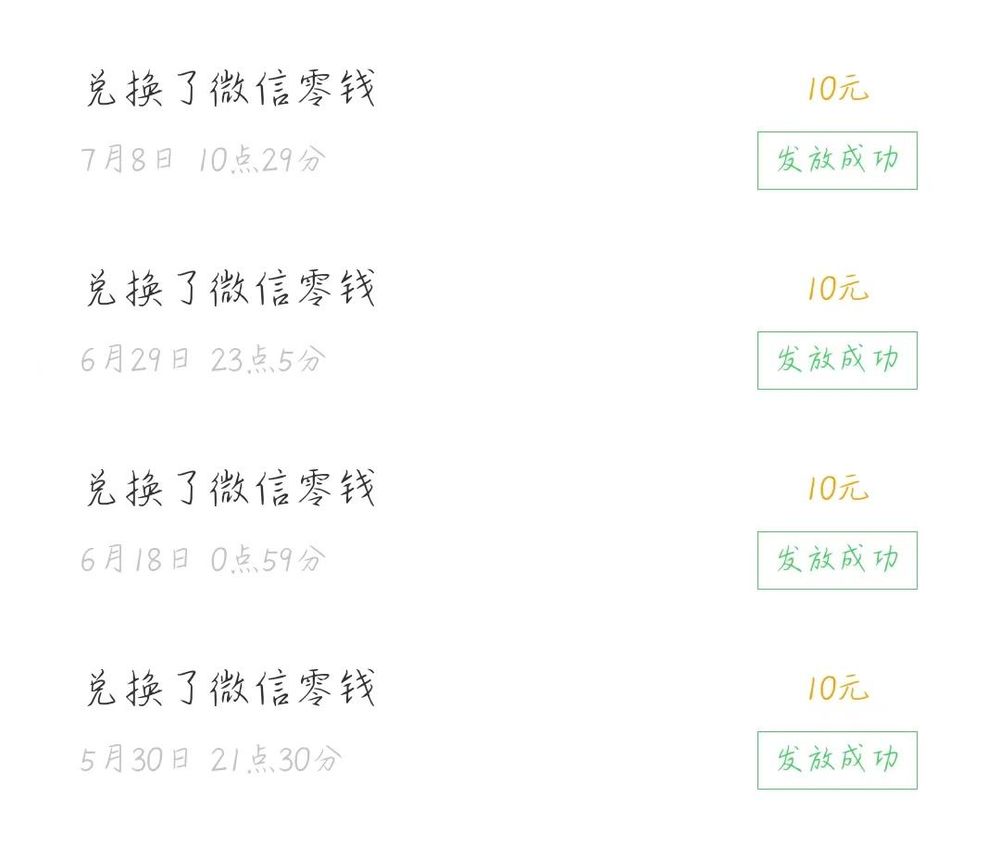 兑换了微信零钱 10元
7月8日 10点29分 发放成功
兑换了微信零钱 10元
6月29日 23点5分 发放成功
兑换了微信零钱 10元
6月18日 0点59分 发放成功
兑换了微信零钱 10元
5月30日 21点30分 发放成功